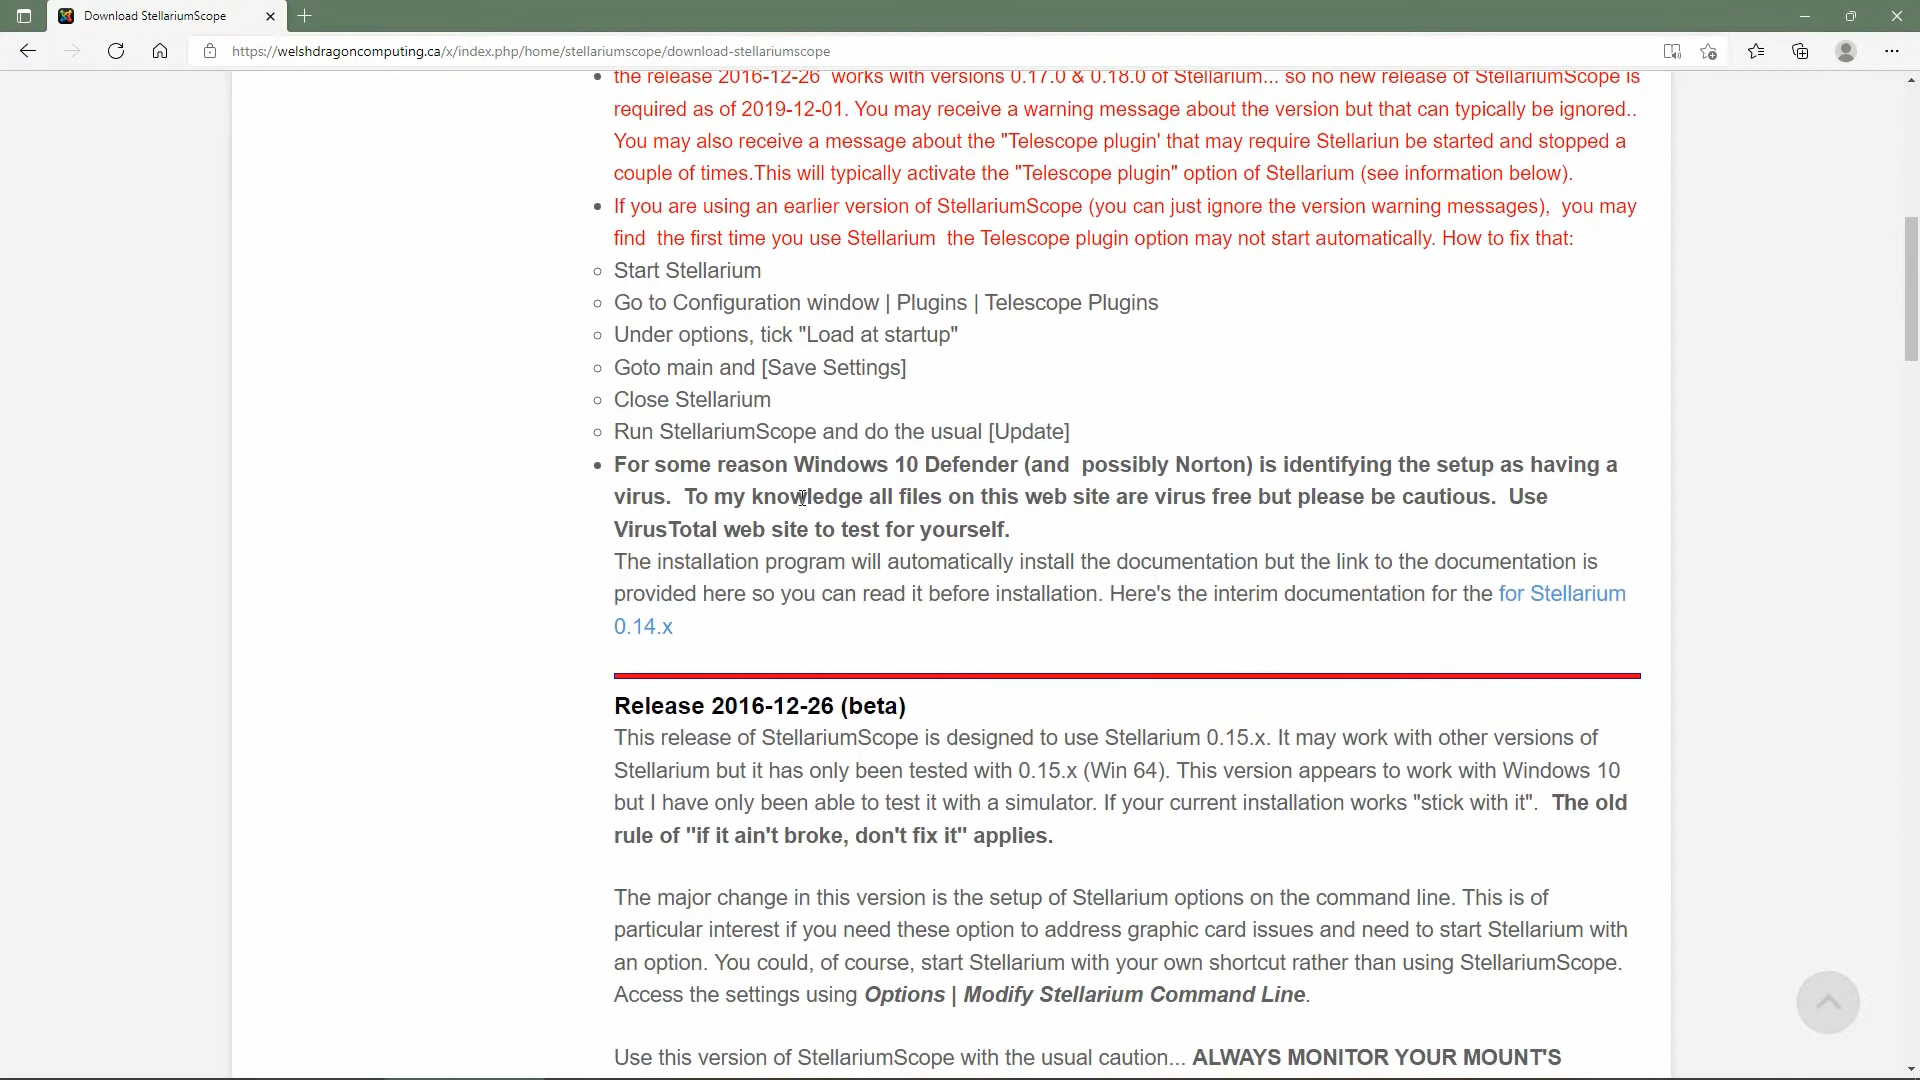 Download StellariumScope
https://welshdragoncomputing.ca/x/index.php/home/stellariumscope/download-stellariumscope
the release 2016-12-26 works with versions 0.17.0 & 0.18.0 of Stellarium... so no new release of StellariumScope is
required as of 2019-12-01. You may receive a warning message about the version but that can typically be ignored..
You may also receive a message about the "Telescope plugin' that may require Stellariun be started and stopped a
couple of times.This will typically activate the "Telescope plugin" option of Stellarium (see information below).
If you are using an earlier version of StellariumScope (you can just ignore the version warning messages), you may
find the first time you use Stellarium the Telescope plugin option may not start automatically. How to fix that:
Start Stellarium
Go to Configuration window | Plugins | Telescope Plugins
Under options, tick "Load at startup"
Goto main and [Save Settings]
Close Stellarium
Run StellariumScope and do the usual [Update]
For some reason Windows 10 Defender (and possibly Norton) is identifying the setup as having a
virus. To my knowledge all files on this web site are virus free but please be cautious. Use
VirusTotal web site to test for yourself.
The installation program will automatically install the documentation but the link to the documentation is
provided here so you can read it before installation. Here's the interim documentation for the for Stellarium
0.14.x
Release 2016-12-26 (beta)
This release of StellariumScope is designed to use Stellarium 0.15.x. It may work with other versions of
Stellarium but it has only been tested with 0.15.x (Win 64). This version appears to work with Windows 10
but I have only been able to test it with a simulator. If your current installation works "stick with it". The old
rule of "if it ain't broke, don't fix it" applies.
The major change in this version is the setup of Stellarium options on the command line. This is of
particular interest if you need these option to address graphic card issues and need to start Stellarium with
an option. You could, of course, start Stellarium with your own shortcut rather than using StellariumScope.
Access the settings using Options | Modify Stellarium Command Line.
Use this version of StellariumScope with the usual caution... ALWAYS MONITOR YOUR MOUNT'S